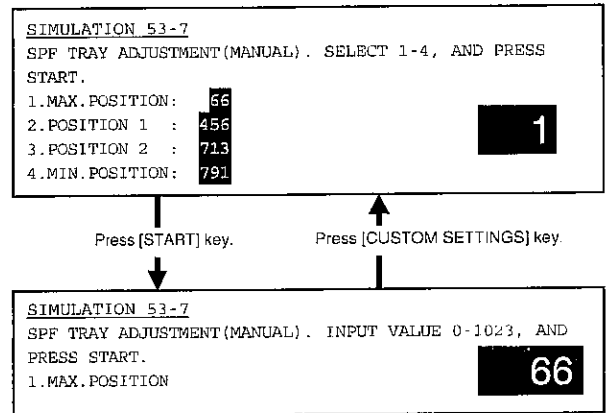 SIMULATION 53-7
SPF TRAY ADJUSTMENT(MANUAL). SELECT 1-4, AND PRESS
START.
1.MAX.POSITION: 66
2.POSITION 1 : 456
3.POSITION 2 : 713
4.MIN.POSITION: 791
1
Press [START] key.
Press [CUSTOM SETTINGS] key.
SIMULATION 53-7
SPF TRAY ADJUSTMENT(MANUAL). INPUT VALUE 0-1023, AND
PRESS START.
1.MAX.POSITION
66